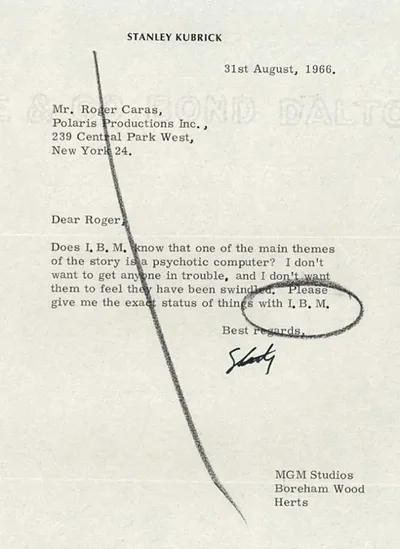 STANLEY KUBRICK
31st August, 1966.
Mr. Roger Caras,
Polaris Productions Inc.,
239 Central Park West,
New York 24.
Dear Roger,
Does I. B. M. know that one of the main themes
of the story is a psychotic computer? I don't
want to get anyone in trouble, and I don't want
them to feel they have been swindled. Please
give me the exact status of things with I. B. M.
Best regards,
MGM Studios
Boreham Wood
Herts